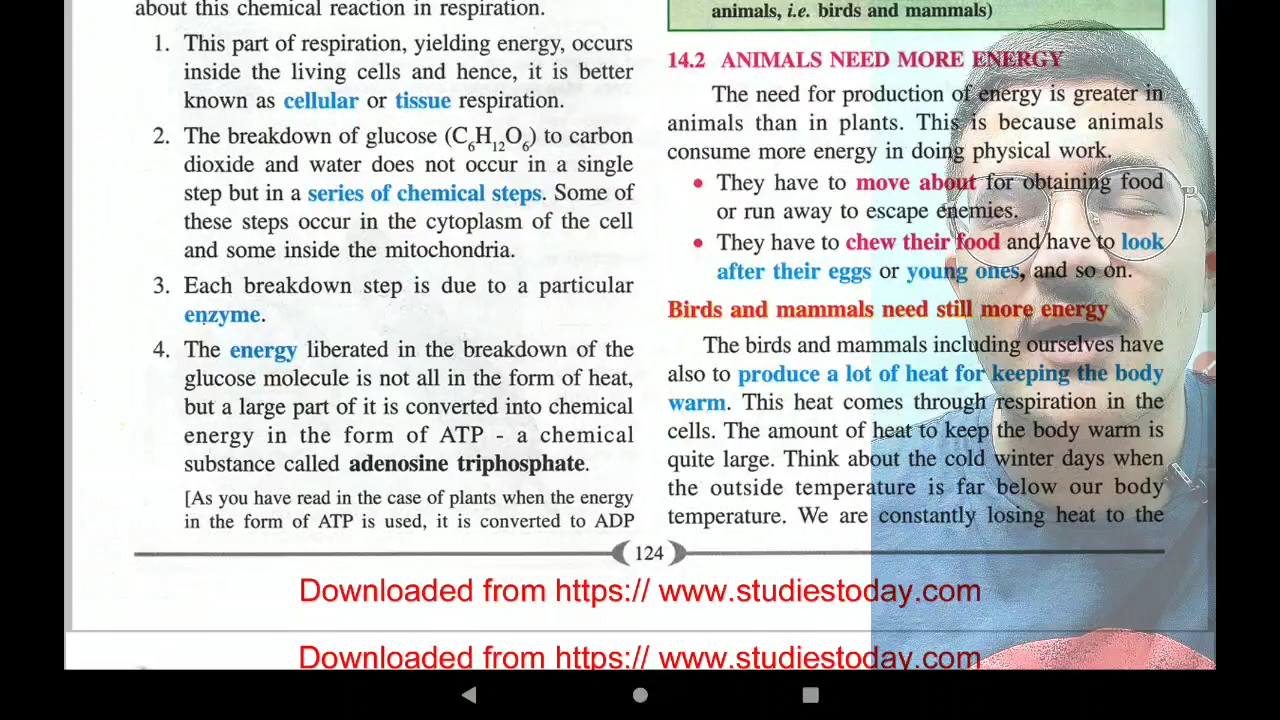 about this chemical reaction in respiration.
1. This part of respiration, yielding energy, occurs
inside the living cells and hence, it is better
known as cellular or tissue respiration.
2. The breakdown of glucose (C6H12O6) to carbon
dioxide and water does not occur in a single
step but in a series of chemical steps. Some of
these steps occur in the cytoplasm of the cell
and some inside the mitochondria.
3. Each breakdown step is due to a particular
enzyme.
4. The energy liberated in the breakdown of the
glucose molecule is not all in the form of heat,
but a large part of it is converted into chemical
energy in the form of ATP - a chemical
substance called adenosine triphosphate.
[As you have read in the case of plants when the energy
in the form of ATP is used, it is converted to ADP
animals, i.e. birds and mammals)
14.2 ANIMALS NEED MORE ENERGY
The need for production of energy is greater in
animals than in plants. This is because animals
consume more energy in doing physical work.
• They have to move about for obtaining food
or run away to escape enemies.
• They have to chew their food and have to look
after their eggs or young ones, and so on.
Birds and mammals need still more energy
The birds and mammals including ourselves have
also to produce a lot of heat for keeping the body
warm. This heat comes through respiration in the
cells. The amount of heat to keep the body warm is
quite large. Think about the cold winter days when
the outside temperature is far below our body
temperature. We are constantly losing heat to the
124
Downloaded from https:// www.studiestoday.com
Downloaded from https:// www.studiestoday.com